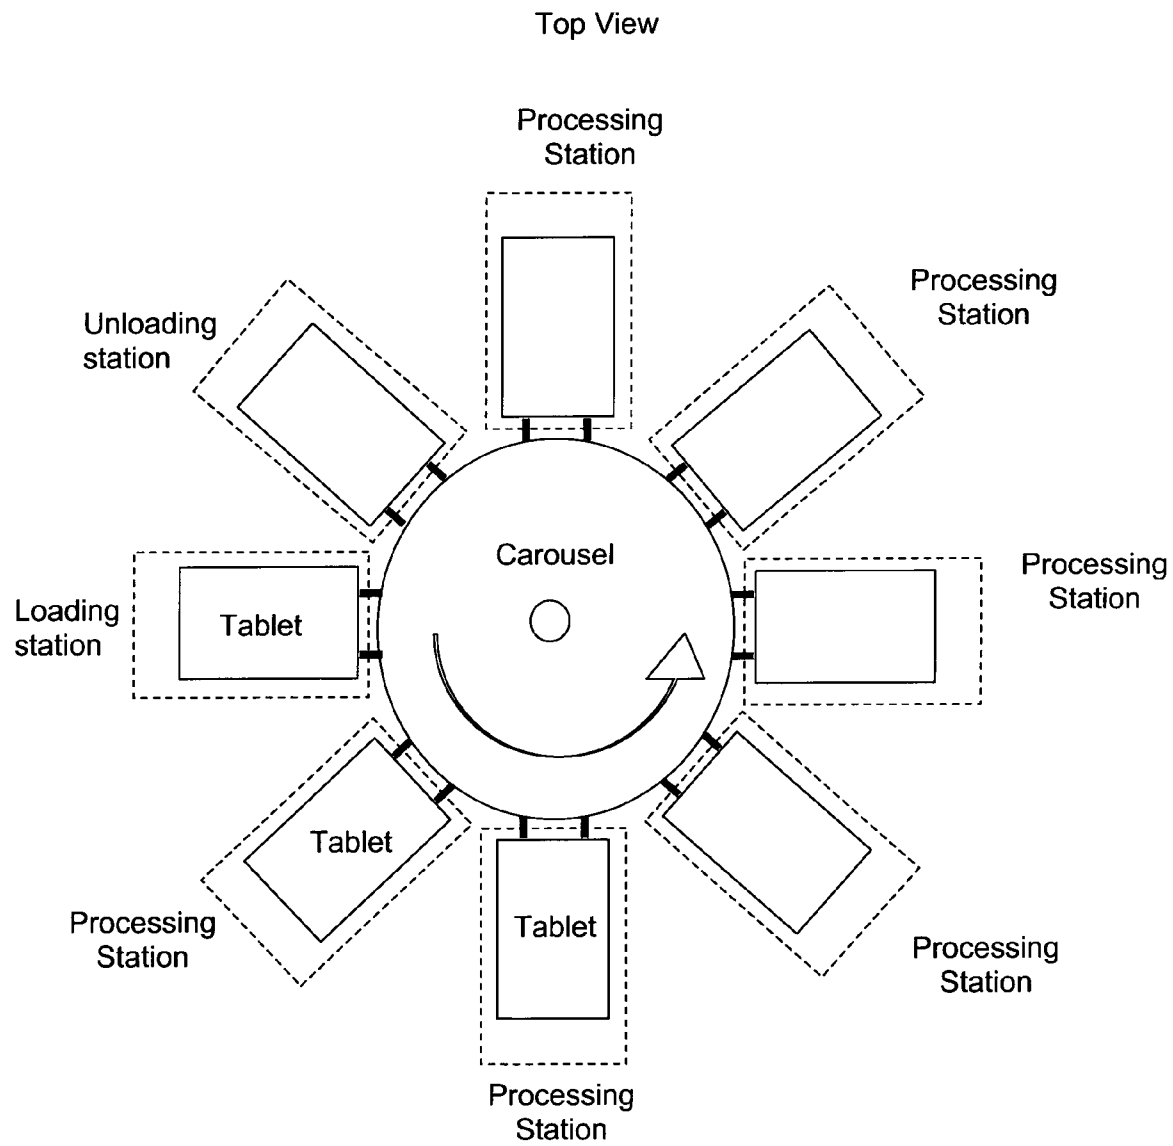 Top View
Processing
Station
Processing
Station
Unloading
station
Carousel
Processing
Station
Loading
station
Tablet
Tablet
Tablet
Processing
Station
Processing
Station
Processing
Station